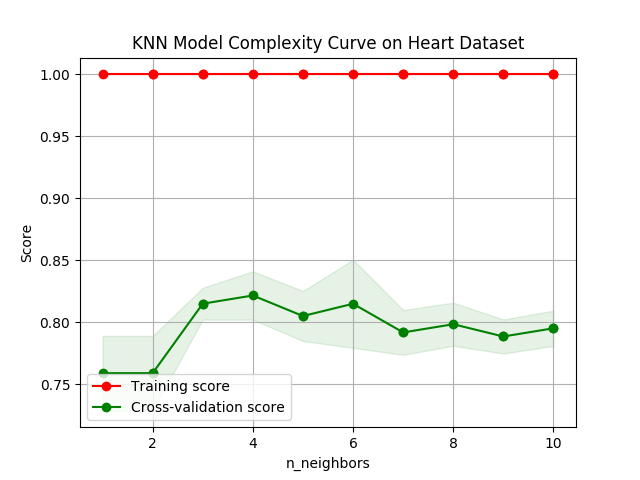 KNN Model Complexity Curve on Heart Dataset
1.00
0.95
0.90
0.85
0.80
0.75
Score
Training score
Cross-validation score
2 4 6 8 10
n_neighbors